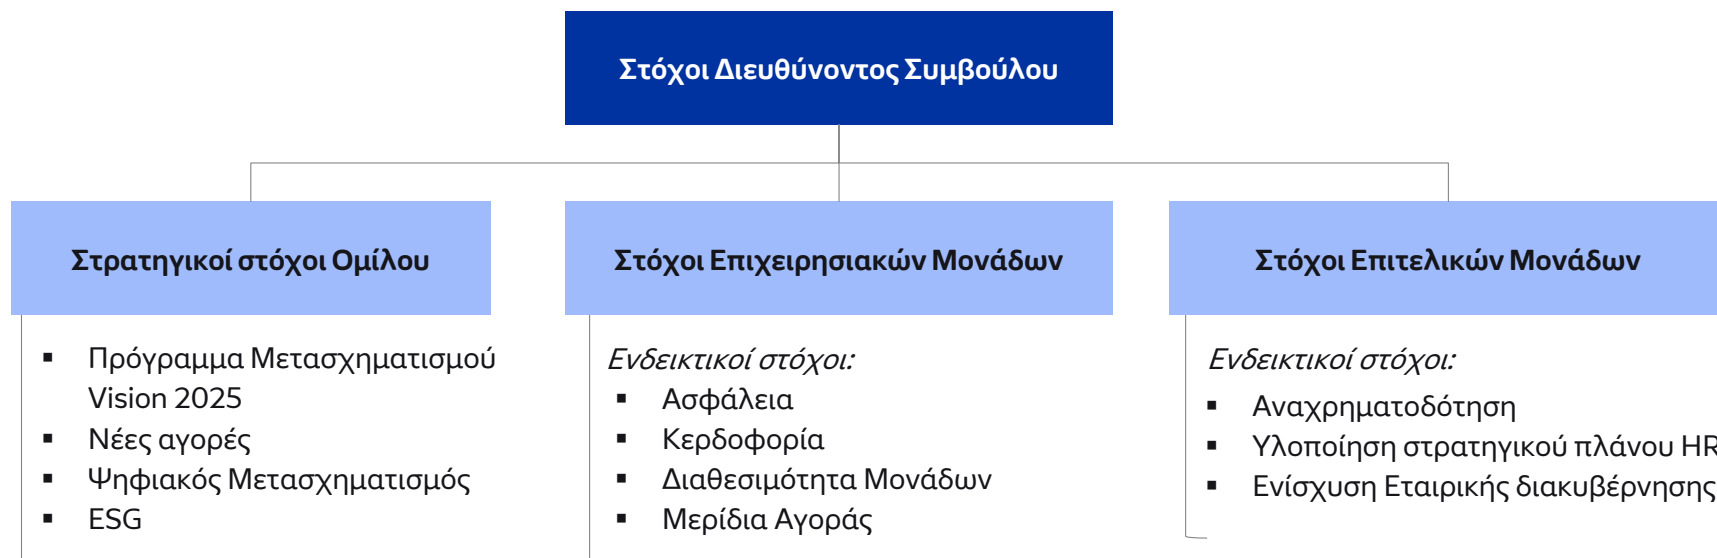 Στόχοι Διευθύνοντος Συμβούλου
Στρατηγικοί στόχοι Ομίλου
▪ Πρόγραμμα Μετασχηματισμού
Vision 2025
▪ Νέες αγορές
▪ Ψηφιακός Μετασχηματισμός
▪ ESG
Στόχοι Επιχειρησιακών Μονάδων
Ενδεικτικοί στόχοι:
▪ Ασφάλεια
▪ Κερδοφορία
▪ Διαθεσιμότητα Μονάδων
▪ Μερίδια Αγοράς
Στόχοι Επιτελικών Μονάδων
Ενδεικτικοί στόχοι:
▪ Αναχρηματοδότηση
▪ Υλοποίηση στρατηγικού πλάνου HR
▪ Ενίσχυση Εταιρικής διακυβέρνησης